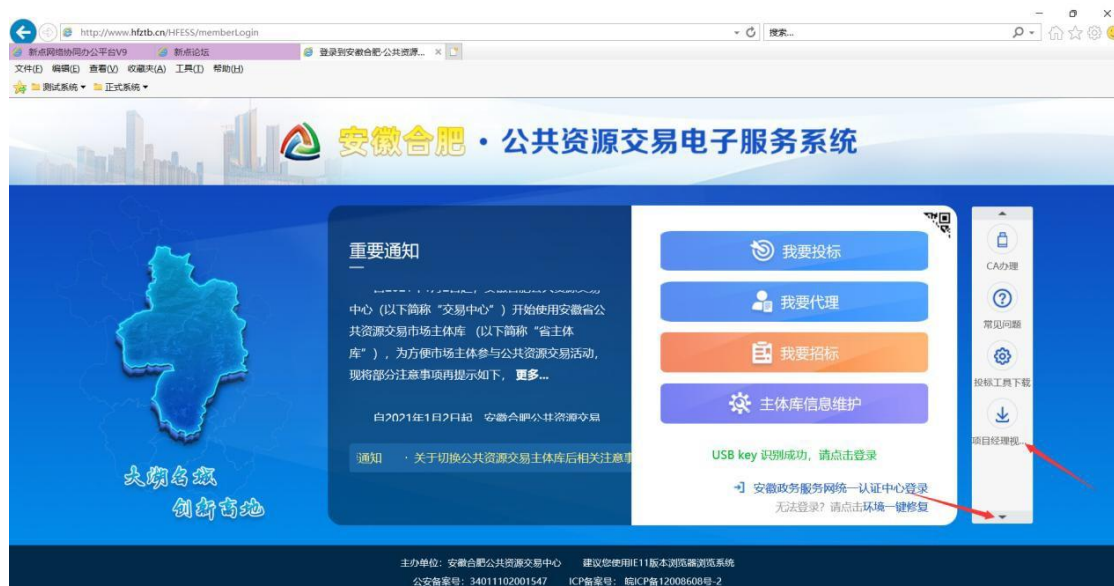 http://www.hfztb.cn/HFESS/memberLogin
搜索...
新点网络协同办公平台V9
新点论坛
登录到安徽合肥·公共资源...
文件(F) 编辑(E) 查看(V) 收藏夹(A) 工具(T) 帮助(H)
测试系统 正式系统
安徽合肥·公共资源交易电子服务系统
重要通知
中心(以下简称“交易中心”)开始使用安徽省公
共资源交易市场主体库 (以下简称“省主体
库”),为方便市场主体参与公共资源交易活动,
现将部分注意事项再提示如下, 更多...
自2021年1月2日起 安徽合肥公共资源交易
通知 ·关于切换公共资源交易主体库后相关注意事
我要投标
我要代理
我要招标
主体库信息维护
USB key 识别成功,请点击登录
安徽政务服务网统一认证中心登录
无法登录?请点击环境一键修复
CA办理
常见问题
投标工具下载
项目经理视...
大湖名城
创新高地
主办单位:安徽合肥公共资源交易中心 建议您使用IE11版本浏览器浏览系统
公安备案号:34011102001547 ICP备案号:皖ICP备12008608号-2